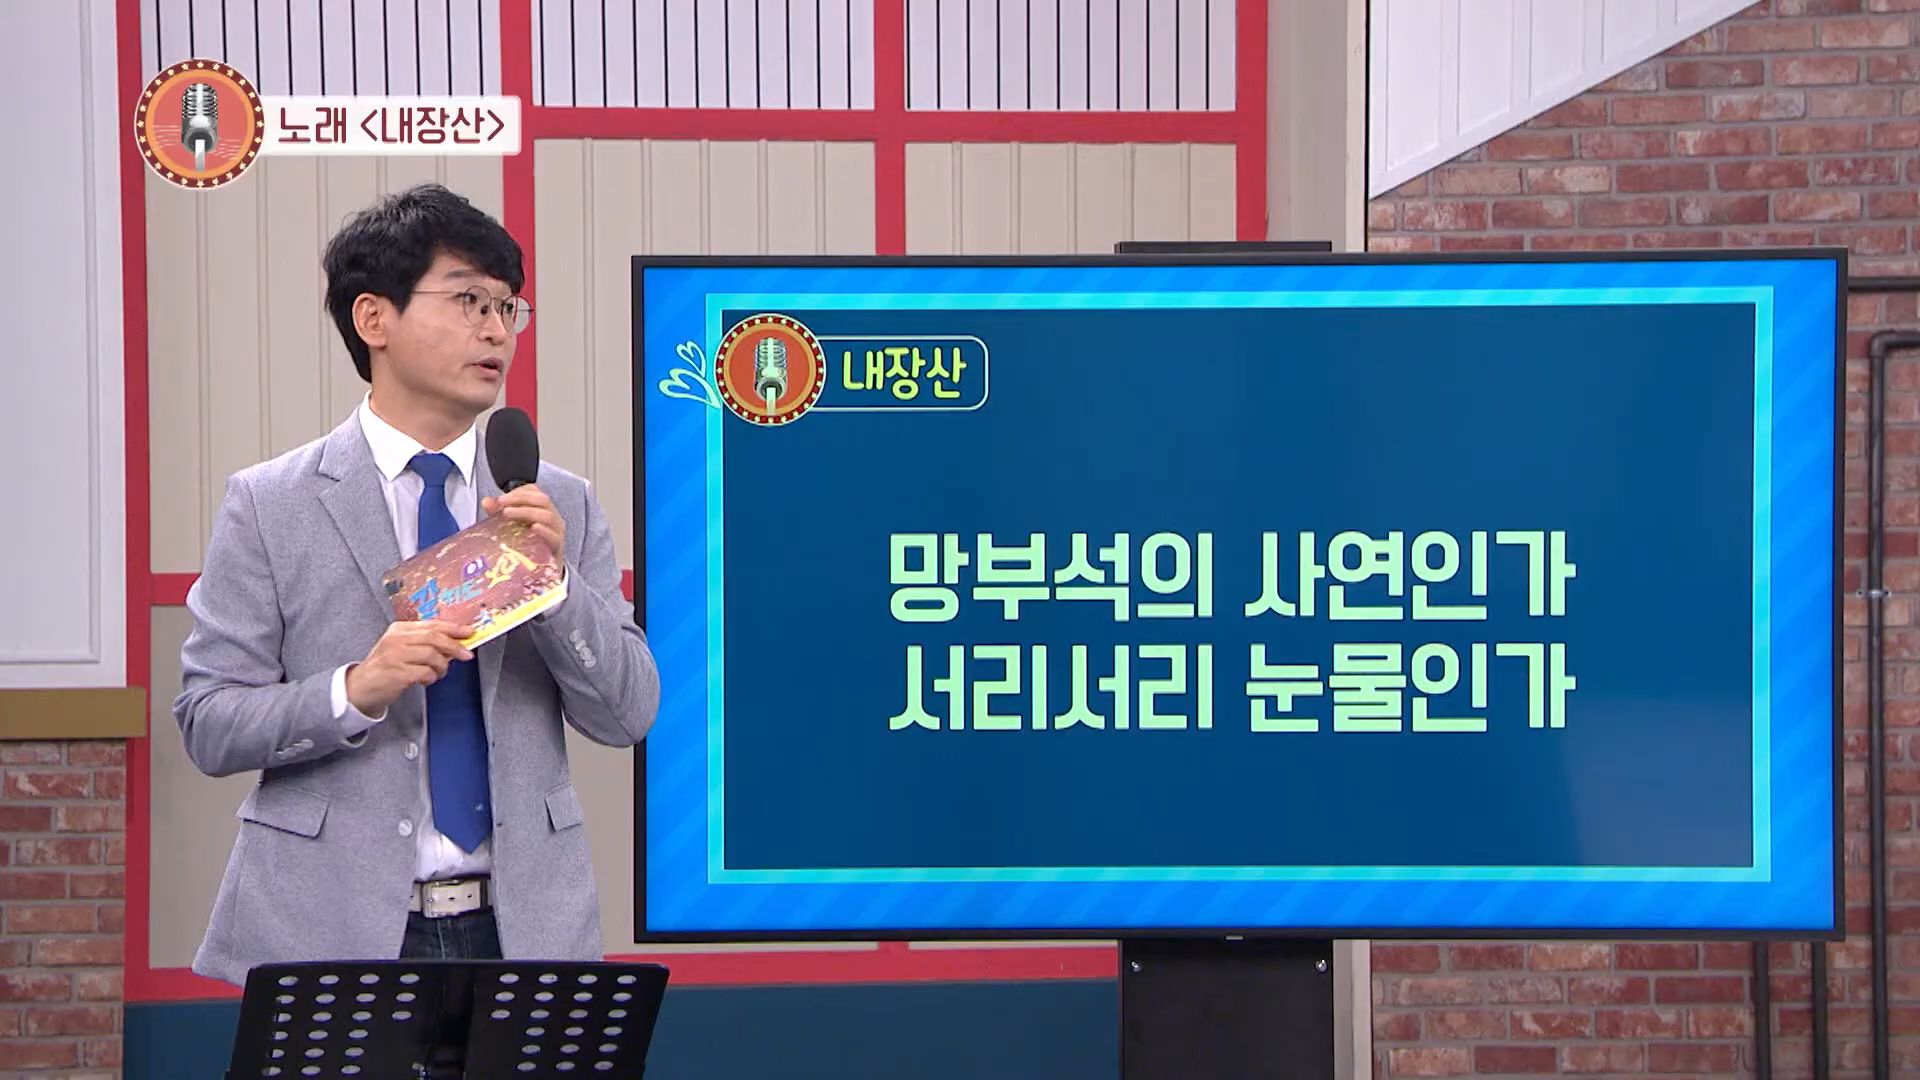 노래 <내장산>
내장산
망부석의 사연인가
서리서리 눈물인가